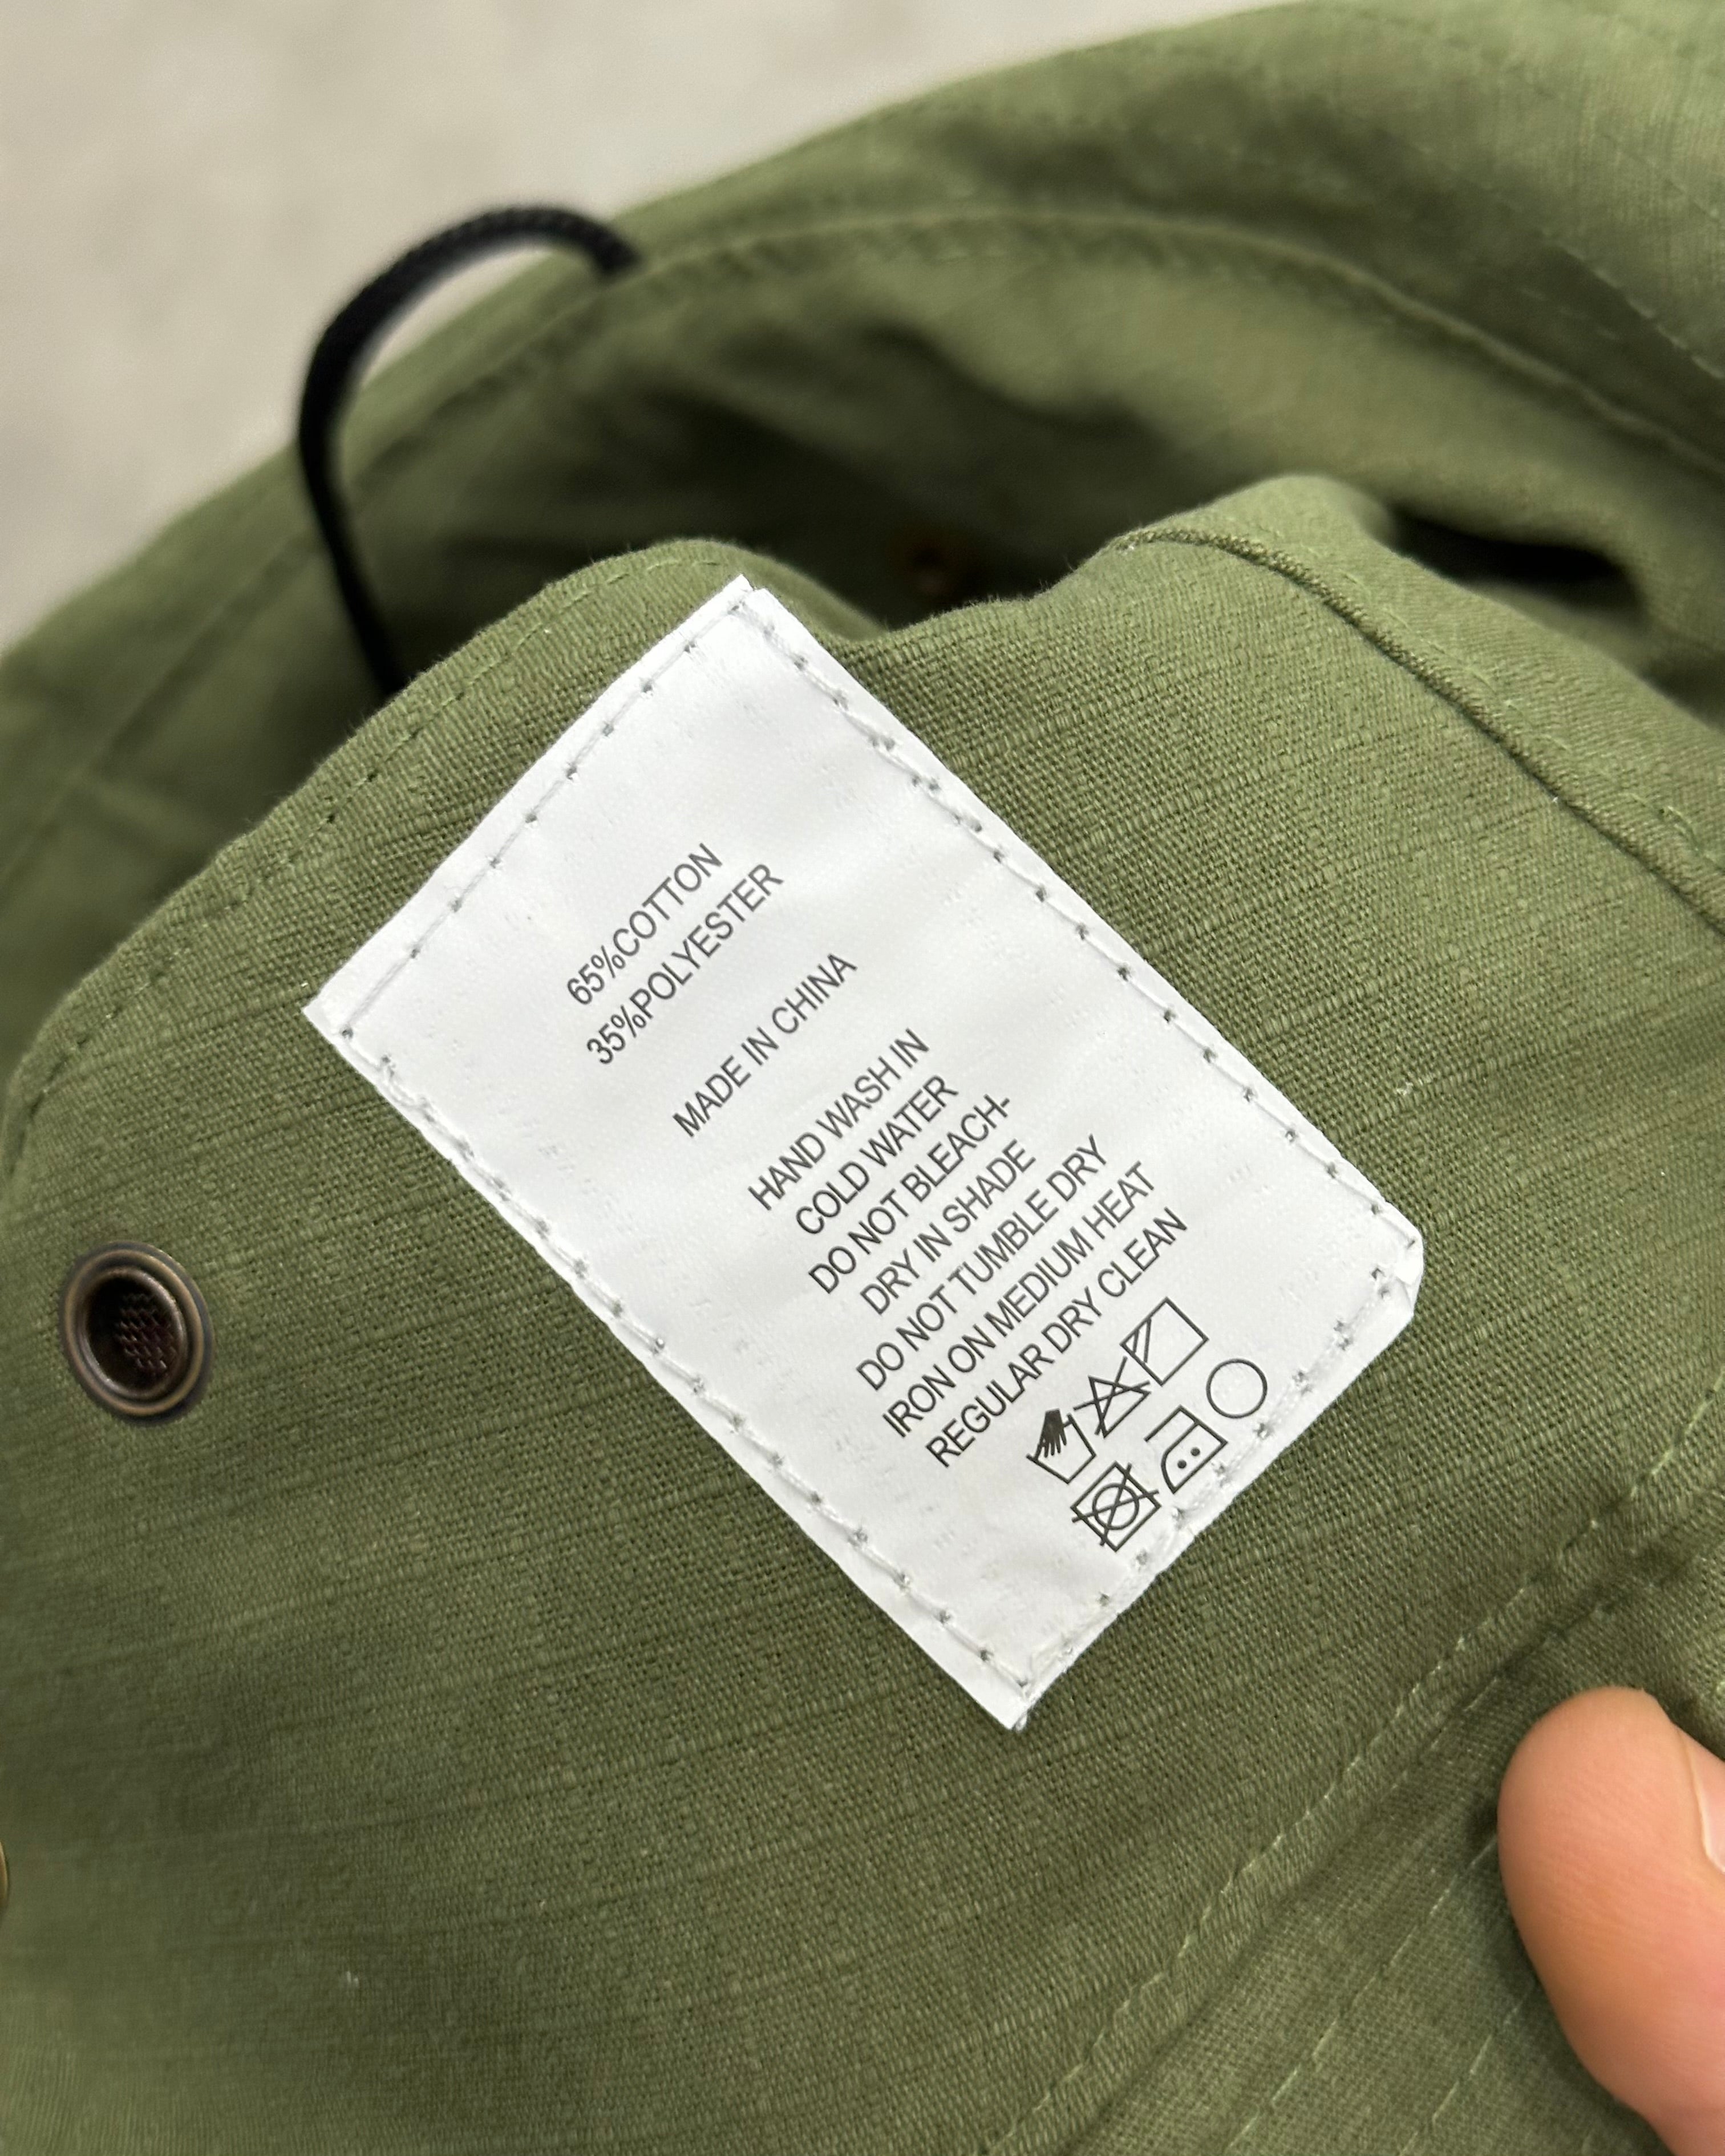 65%COTTON
35%POLYESTER
MADE IN CHINA
HAND WASH IN
COLD WATER
DO NOT BLEACH-
DRY IN SHADE
DO NOT TUMBLE DRY
IRON ON MEDIUM HEAT
REGULAR DRY CLEAN